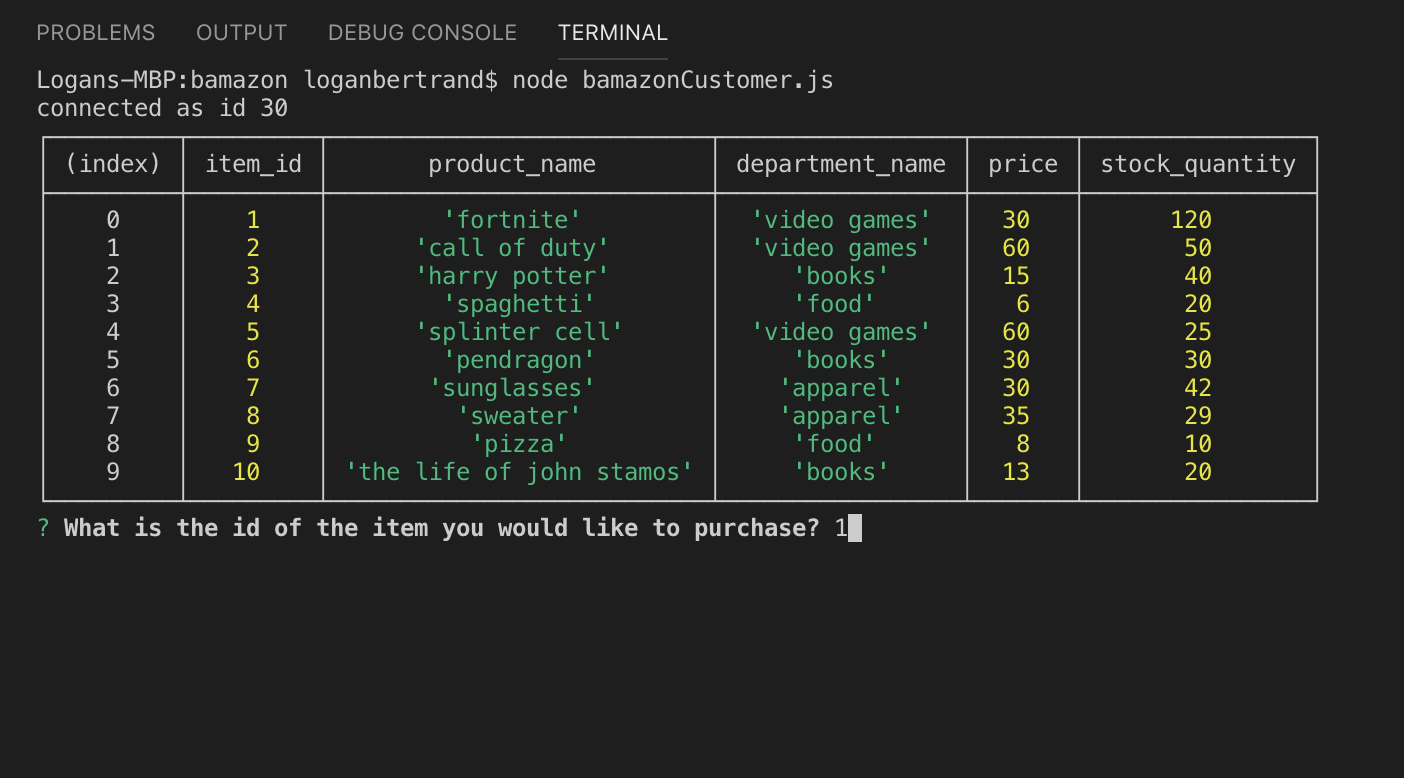 PROBLEMS OUTPUT DEBUG CONSOLE TERMINAL
Logans-MBP:bamazon loganbertrand$ node bamazonCustomer.js
connected as id 30
(index) item_id product_name department_name price stock_quantity
0 1 'fortnite' 'video games' 30 120
1 2 'call of duty' 'video games' 60 50
2 3 'harry potter' 'books' 15 40
3 4 'spaghetti' 'food' 6 20
4 5 'splinter cell' 'video games' 60 25
5 6 'pendragon' 'books' 30 30
6 7 'sunglasses' 'apparel' 30 42
7 8 'sweater' 'apparel' 35 29
8 9 'pizza' 'food' 8 10
9 10 'the life of john stamos' 'books' 13 20
? What is the id of the item you would like to purchase? 1